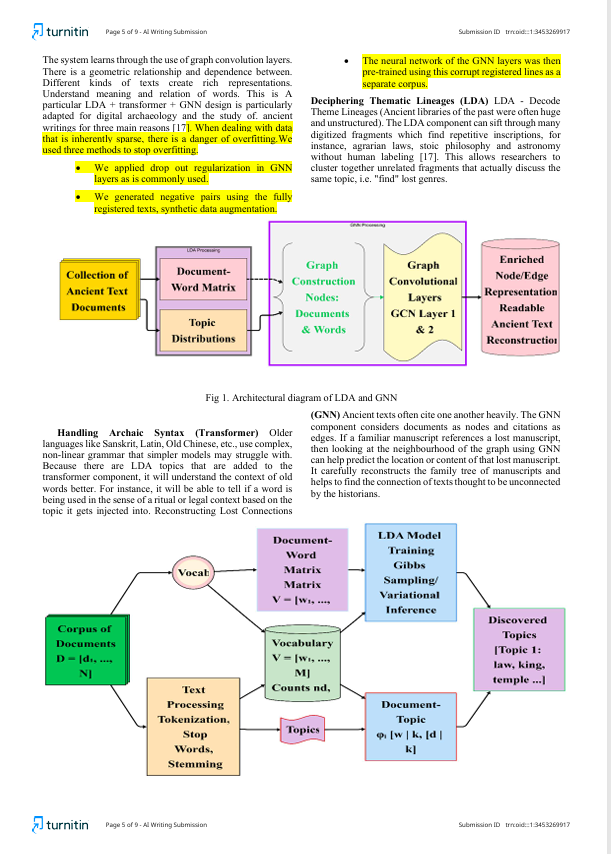 turnitin
Page 5 of 9 - AI Writing Submission
Submission ID trn:oid:::1:3453269917
The system learns through the use of graph convolution layers.
There is a geometric relationship and dependence between.
Different kinds of texts create rich representations.
Understand meaning and relation of words. This is A
particular LDA + transformer + GNN design is particularly
adapted for digital archaeology and the study of. ancient
writings for three main reasons [17]. When dealing with data
that is inherently sparse, there is a danger of overfitting.We
used three methods to stop overfitting.
• We applied drop out regularization in GNN
layers as is commonly used.
• We generated negative pairs using the fully
registered texts, synthetic data augmentation.
• The neural network of the GNN layers was then
pre-trained using this corrupt registered lines as a
separate corpus.
Deciphering Thematic Lineages (LDA) LDA - Decode
Theme Lineages (Ancient libraries of the past were often huge
and unstructured). The LDA component can sift through many
digitized fragments which find repetitive inscriptions, for
instance, agrarian laws, stoic philosophy and astronomy
without human labeling [17]. This allows researchers to
cluster together unrelated fragments that actually discuss the
same topic, i.e. "find" lost genres.
Collection of
Ancient Text
Documents
LDA Processing
Document-
Word Matrix
Topic
Distributions
GNN Processing
Graph
Construction
Nodes:
Documents
& Words
Graph
Convolutional
Layers
GCN Layer 1
& 2
Enriched
Node/Edge
Representation
Readable
Ancient Text
Reconstruction
Fig 1. Architectural diagram of LDA and GNN
Handling Archaic Syntax (Transformer) Older
languages like Sanskrit, Latin, Old Chinese, etc., use complex,
non-linear grammar that simpler models may struggle with.
Because there are LDA topics that are added to the
transformer component, it will understand the context of old
words better. For instance, it will be able to tell if a word is
being used in the sense of a ritual or legal context based on the
topic it gets injected into. Reconstructing Lost Connections
(GNN) Ancient texts often cite one another heavily. The GNN
component considers documents as nodes and citations as
edges. If a familiar manuscript references a lost manuscript,
then looking at the neighbourhood of the graph using GNN
can help predict the location or content of that lost manuscript.
It carefully reconstructs the family tree of manuscripts and
helps to find the connection of texts thought to be unconnected
by the historians.
Corpus of
Documents
D = [d₁, ...,
N]
Vocab
Text
Processing
Tokenization,
Stop
Words,
Stemming
Document-
Word
Matrix
Matrix
V = [w₁, ...,
Vocabulary
V = [w₁, ...,
M]
Counts nd,
Topics
LDA Model
Training
Gibbs
Sampling/
Variational
Inference
Document-
Topic
φₜ [w | k, [d |
k]
Discovered
Topics
[Topic 1:
law, king,
temple ...]
turnitin
Page 5 of 9 - AI Writing Submission
Submission ID trn:oid:::1:3453269917